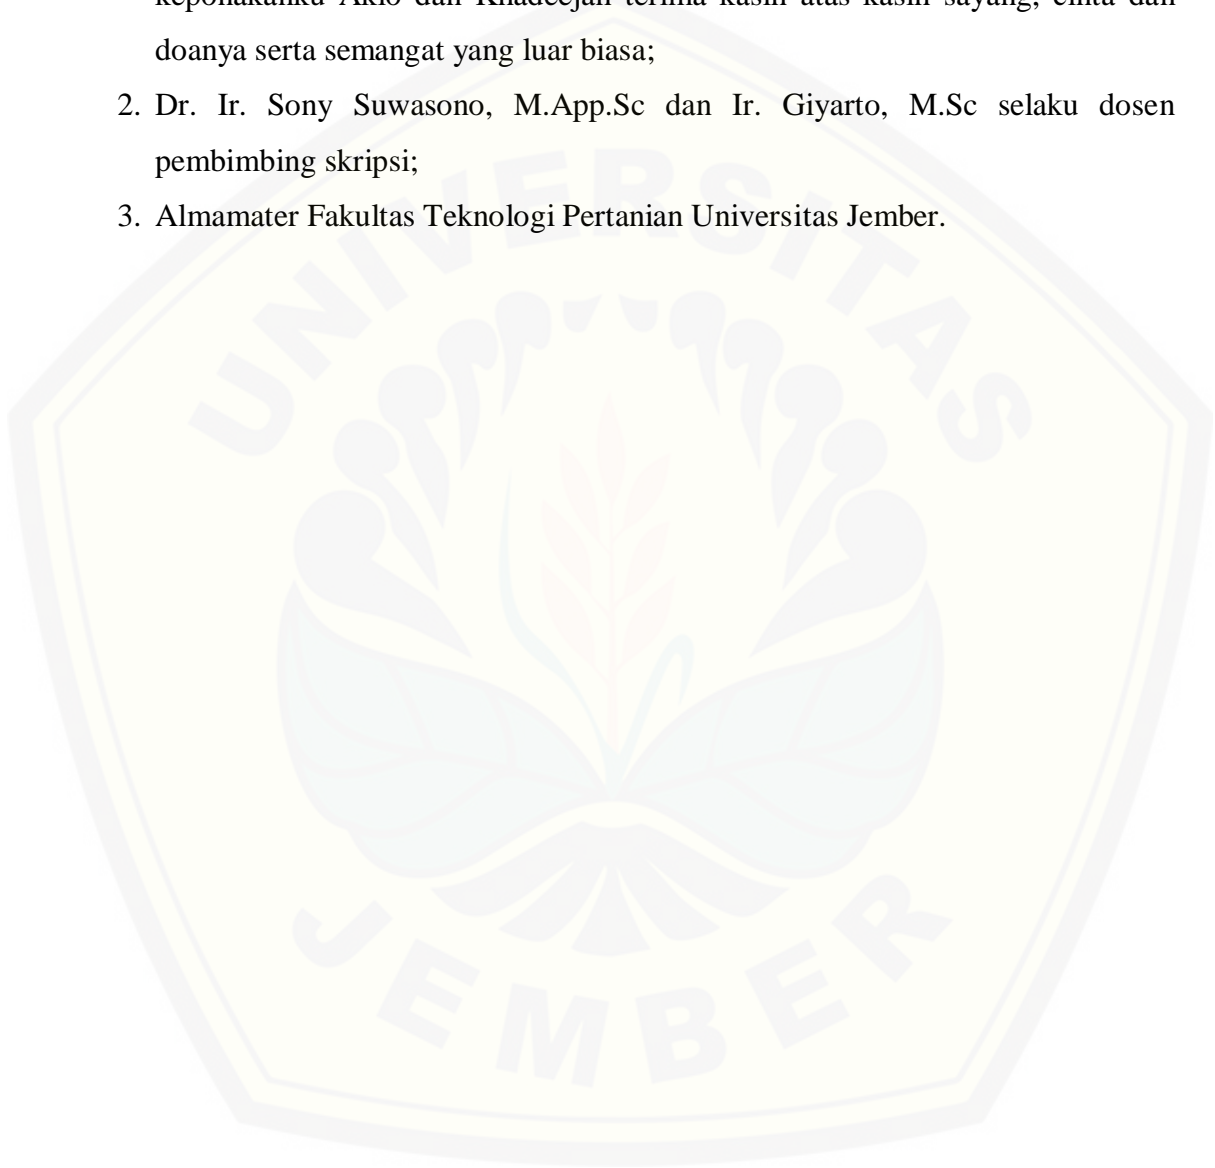 keponakanku Akio dan Khadeejah terima kasih atas kasih sayang, cinta dan
doanya serta semangat yang luar biasa;
2. Dr. Ir. Sony Suwasono, M.App.Sc dan Ir. Giyarto, M.Sc selaku dosen
pembimbing skripsi;
3. Almamater Fakultas Teknologi Pertanian Universitas Jember.
UNIVERSITAS
JEMBER